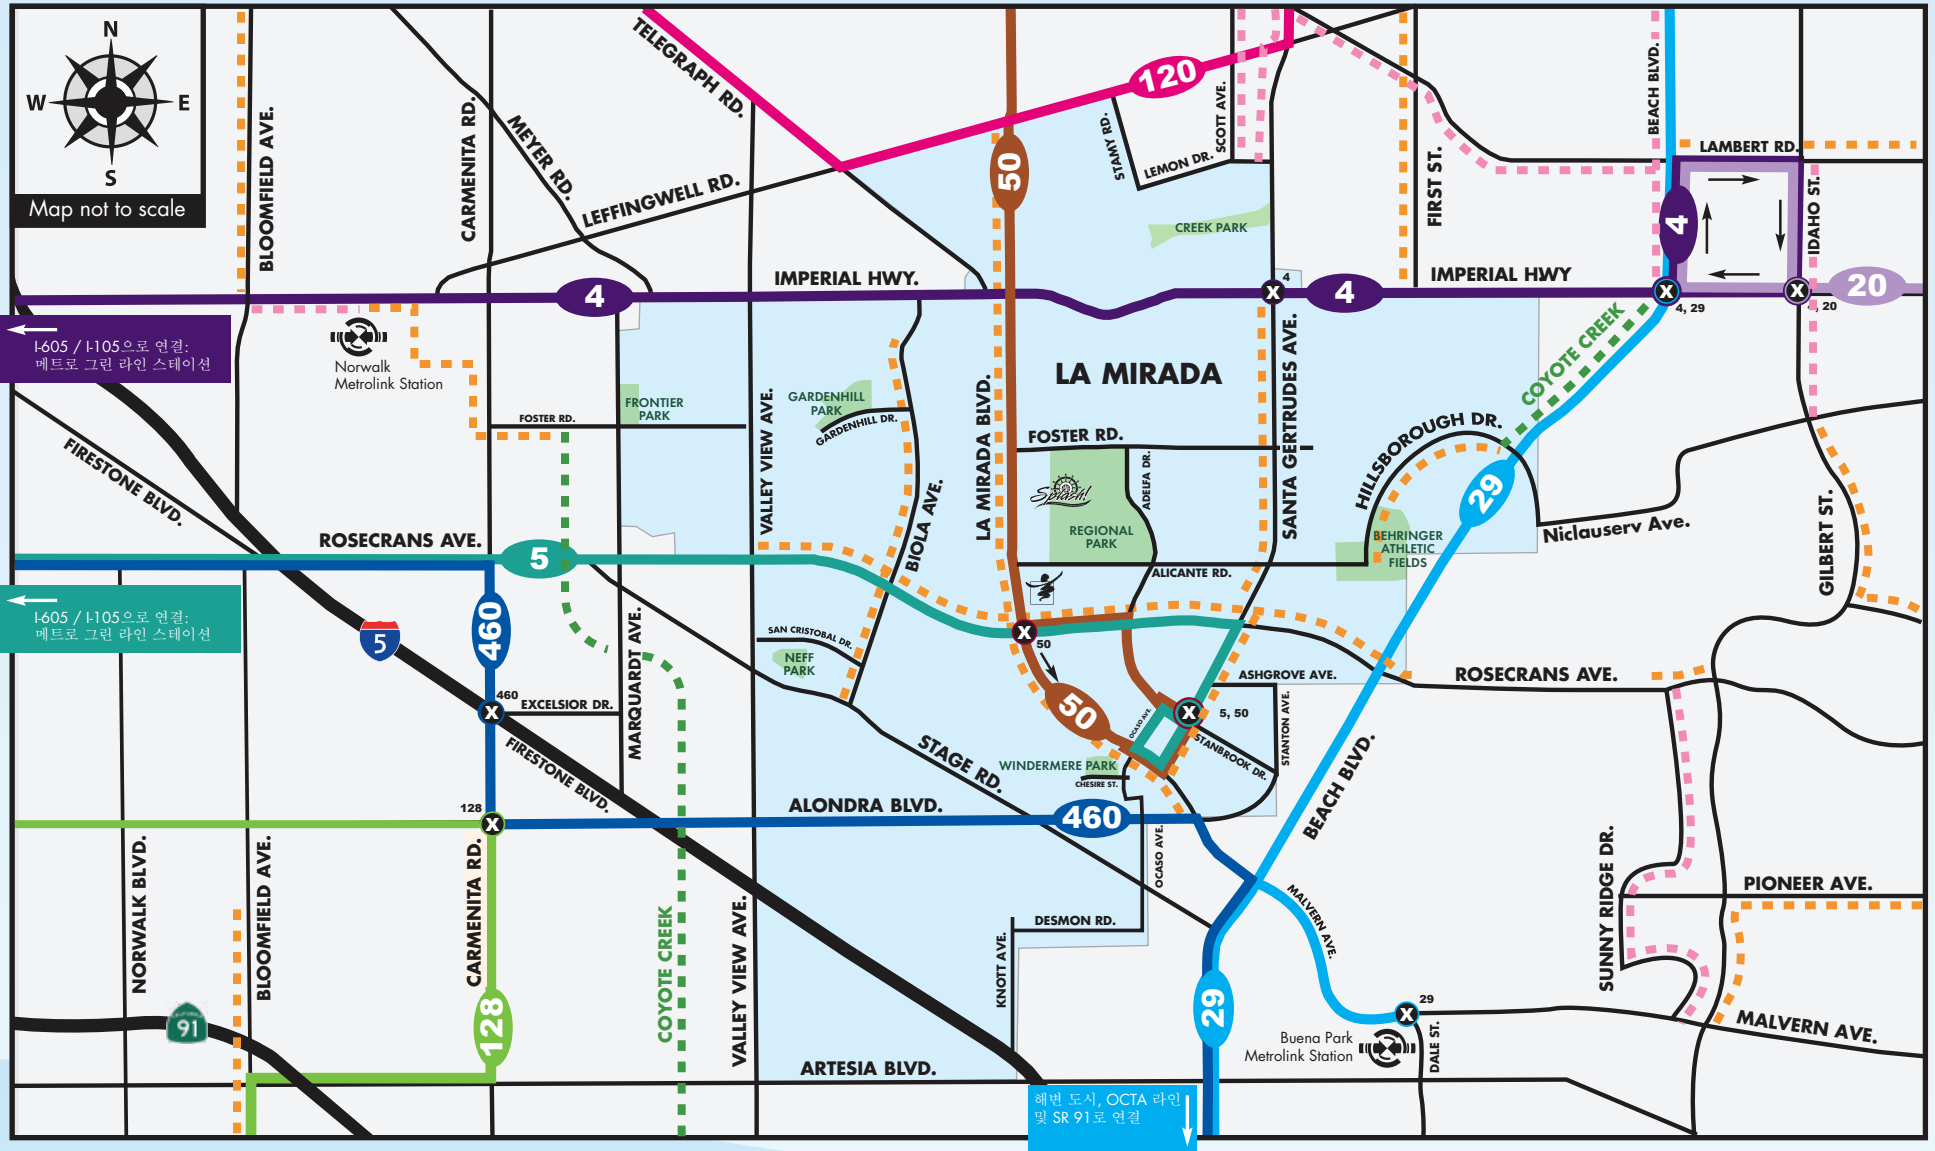 N
W
E
S
Map not to scale
BLOOMFIELD AVE.
CARMENITA RD.
MEYER RD.
TELEGRAPH RD.
LEFFINGWELL RD.
120
50
STAMY RD.
LEMON DR.
SCOTT AVE.
CREEK PARK
FIRST ST.
BEACH BLVD.
LAMBERT RD.
IDAHO ST.
4
IMPERIAL HWY.
4
4
4
IMPERIAL HWY
20
X
X
X
4, 29
, 20
I-605 / I-105으로 연결:
메트로 그린 라인 스테이션
Norwalk
Metrolink Station
FIRESTONE BLVD.
FOSTER RD.
FRONTIER
PARK
VALLEY VIEW AVE.
GARDENHILL
PARK
GARDENHILL DR.
BIOLA AVE.
LA MIRADA BLVD.
LA MIRADA
FOSTER RD.
Splash!
REGIONAL
PARK
ADELFA DR.
SANTA GERTRUDES AVE.
HILLSBOROUGH DR.
COYOTE CREEK
29
BEHRINGER
ATHLETIC
FIELDS
Niclauserv Ave.
GILBERT ST.
ROSECRANS AVE.
5
ALICANTE RD.
I-605 / I-105으로 연결:
메트로 그린 라인 스테이션
5
460
460
X
EXCELSIOR DR.
MARQUARDT AVE.
SAN CRISTOBAL DR.
NEFF
PARK
X
50
50
ASHGROVE AVE.
ROSECRANS AVE.
OCASO AVE.
X
5, 50
STANTON AVE.
STANBROOK DR.
WINDERMERE PARK
CHESIRE ST.
FIRESTONE BLVD.
STAGE RD.
BEACH BLVD.
128
X
ALONDRA BLVD.
460
NORWALK BLVD.
BLOOMFIELD AVE.
CARMENITA RD.
COYOTE CREEK
VALLEY VIEW AVE.
OCASO AVE.
DESMON RD.
KNOTT AVE.
MALVERN AVE.
SUNNY RIDGE DR.
PIONEER AVE.
91
128
29
X
29
Buena Park
Metrolink Station
DALE ST.
MALVERN AVE.
ARTESIA BLVD.
해변 도시, OCTA 라인
및 SR 91로 연결